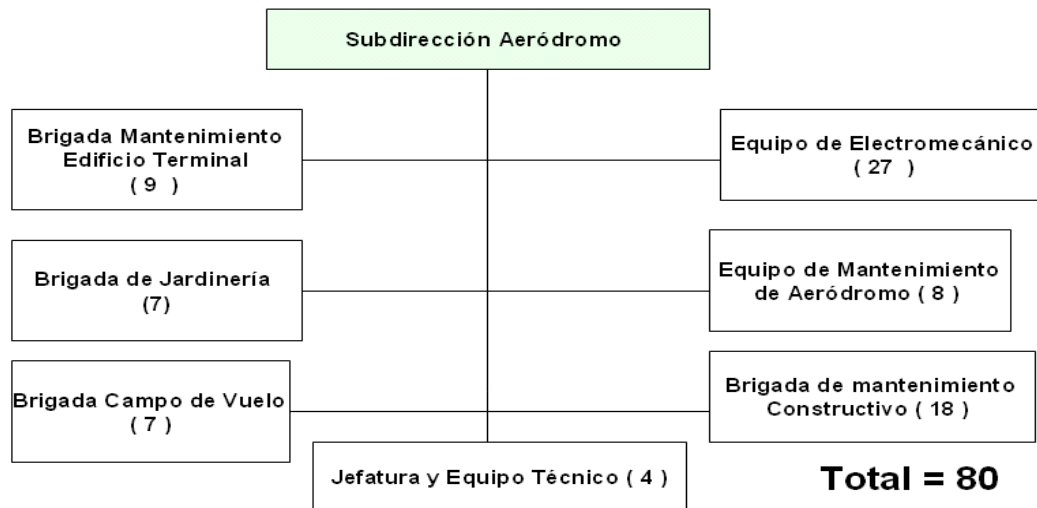 Subdirección Aeródromo
Brigada Mantenimiento
Edificio Terminal
( 9 )
Equipo de Electromecánico
( 27 )
Brigada de Jardinería
(7)
Equipo de Mantenimiento
de Aeródromo ( 8 )
Brigada Campo de Vuelo
( 7 )
Brigada de mantenimiento
Constructivo ( 18 )
Jefatura y Equipo Técnico ( 4 )
Total = 80